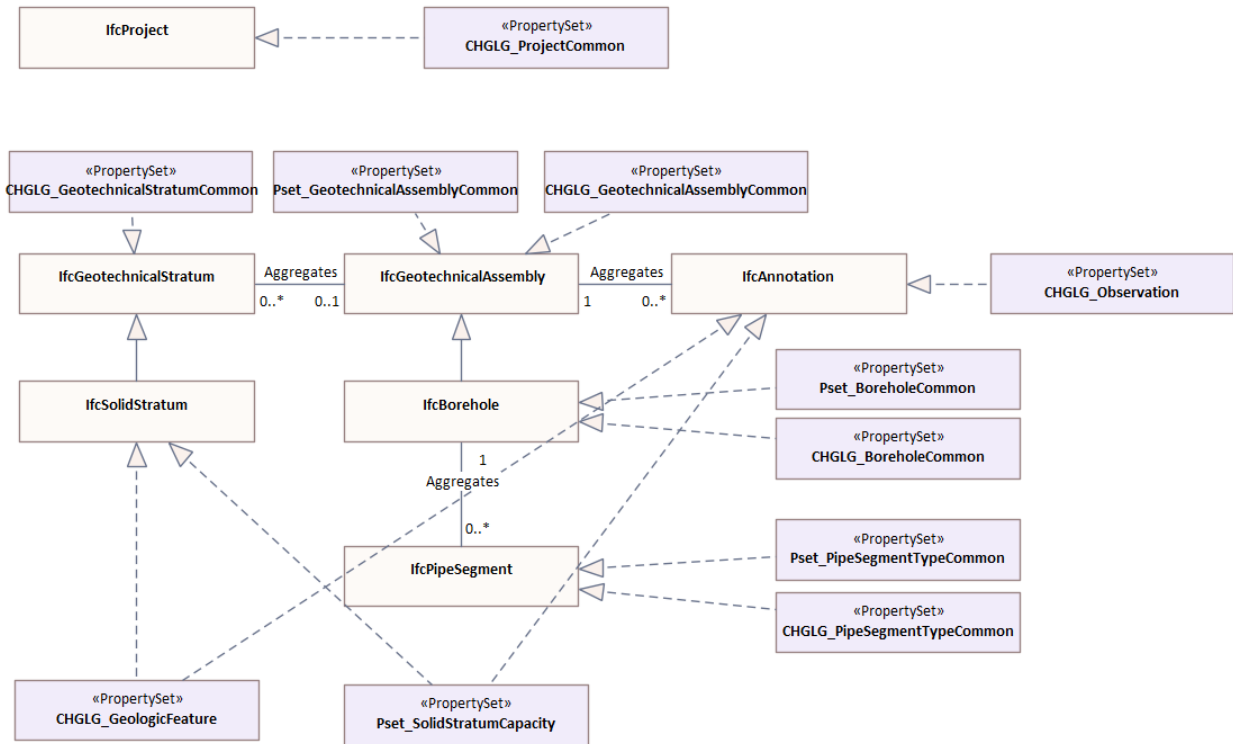 IfcProject
«PropertySet»
CHGLG_ProjectCommon
«PropertySet»
CHGLG_GeotechnicalStratumCommon
«PropertySet»
Pset_GeotechnicalAssemblyCommon
«PropertySet»
CHGLG_GeotechnicalAssemblyCommon
IfcGeotechnicalStratum
Aggregates
0..*
0..1
IfcGeotechnicalAssembly
Aggregates
1
0..*
IfcAnnotation
«PropertySet»
CHGLG_Observation
IfcSolidStratum
IfcBorehole
«PropertySet»
Pset_BoreholeCommon
«PropertySet»
CHGLG_BoreholeCommon
1
Aggregates
0..*
IfcPipeSegment
«PropertySet»
Pset_PipeSegmentTypeCommon
«PropertySet»
CHGLG_PipeSegmentTypeCommon
«PropertySet»
CHGLG_GeologicFeature
«PropertySet»
Pset_SolidStratumCapacity